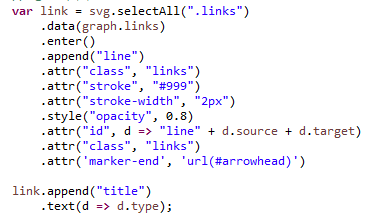 var link = svg.selectAll(".links")
    .data(graph.links)
    .enter()
    .append("line")
    .attr("class", "links")
    .attr("stroke", "#999")
    .attr("stroke-width", "2px")
    .style("opacity", 0.8)
    .attr("id", d => "line" + d.source + d.target)
    .attr("class", "links")
    .attr('marker-end', 'url(#arrowhead)')
link.append("title")
    .text(d => d.type);